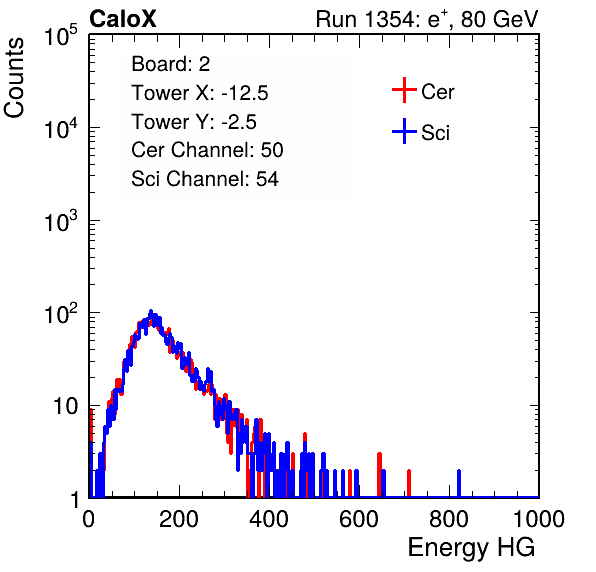 CaloX Run 1354: e+, 80 GeV
Counts
Board: 2
Tower X: -12.5
Tower Y: -2.5
Cer Channel: 50
Sci Channel: 54
Cer
Sci
10^5
10^4
10^3
10^2
10
1
0 200 400 600 800 1000
Energy HG